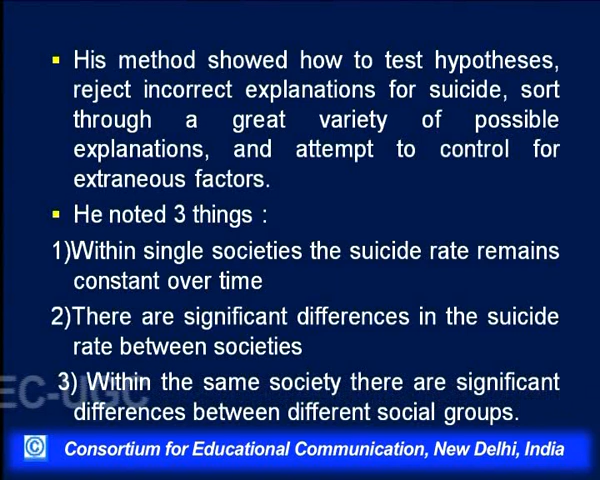 His method showed how to test hypotheses,
reject incorrect explanations for suicide, sort
through a great variety of possible
explanations, and attempt to control for
extraneous factors.
He noted 3 things :
1)Within single societies the suicide rate remains
constant over time
2)There are significant differences in the suicide
rate between societies
3) Within the same society there are significant
differences between different social groups.
EC-UGC
© Consortium for Educational Communication, New Delhi, India